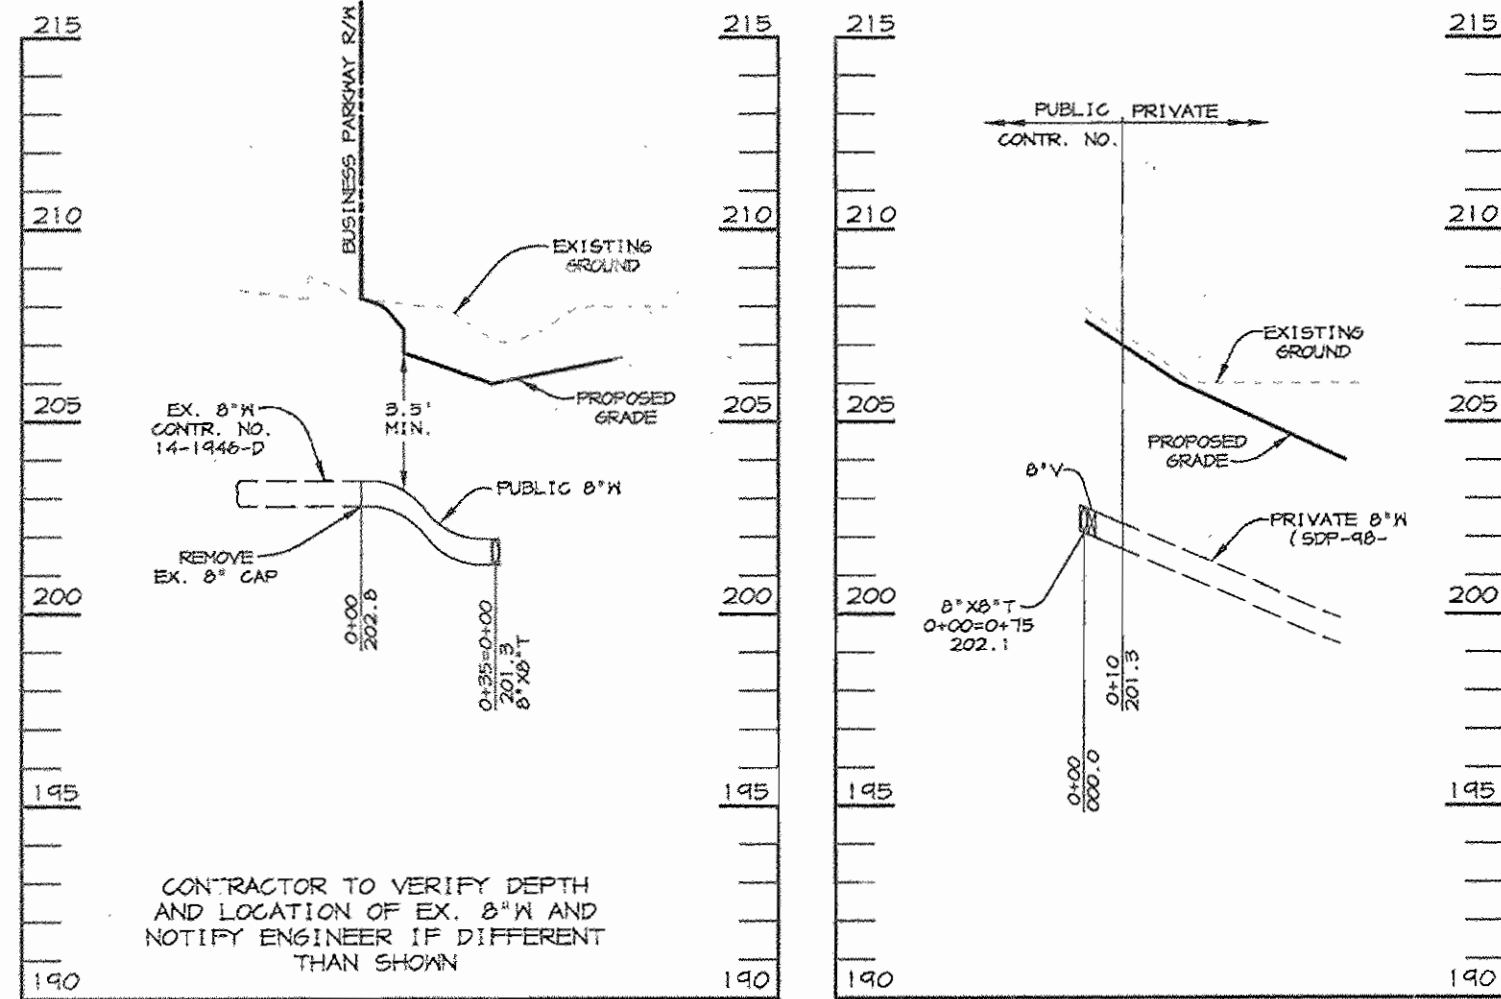 215
210
205
200
195
190
BUSINESS PARKWAY R/W
EXISTING
GROUND
PROPOSED
GRADE
3.5'
MIN.
EX. 8"W
CONTR. NO.
14-1946-D
PUBLIC 8"W
REMOVE
EX. 8" CAP
0+00
202.8
0+35=0+00
201.3
8"X8"T
CONTRACTOR TO VERIFY DEPTH
AND LOCATION OF EX. 8"W AND
NOTIFY ENGINEER IF DIFFERENT
THAN SHOWN
215
210
205
200
195
190
215
210
205
200
195
190
PUBLIC PRIVATE
CONTR. NO.
EXISTING
GROUND
PROPOSED
GRADE
8"V
PRIVATE 8"W
(SDP-98-
8"X8"T
0+00=0+75
202.1
0+10
201.3
0+00
000.0
215
210
205
200
195
190